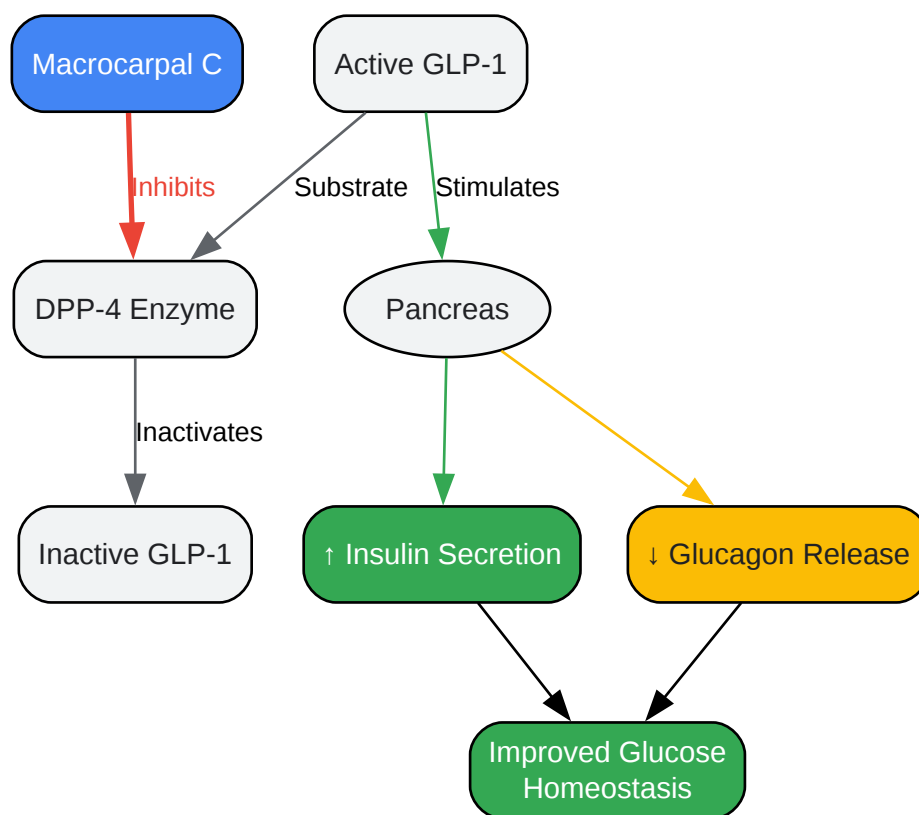 Macrocarpal C
Active GLP-1
Inhibits
Substrate
Stimulates
DPP-4 Enzyme
Pancreas
Inactivates
Inactive GLP-1
↑ Insulin Secretion
↓ Glucagon Release
Improved Glucose
Homeostasis